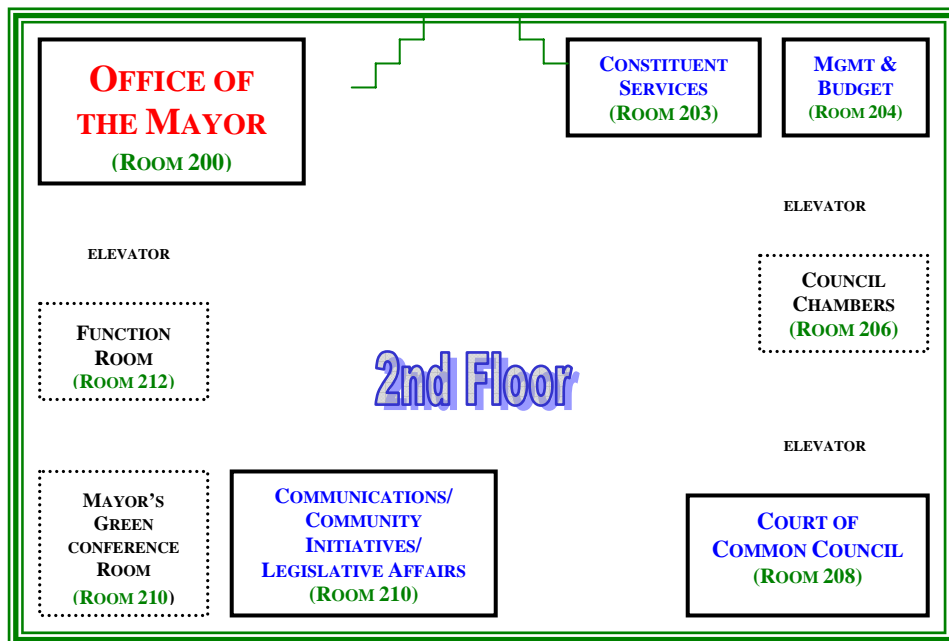 OFFICE OF
THE MAYOR
(ROOM 200)
CONSTITUENT
SERVICES
(ROOM 203)
MGMT &
BUDGET
(ROOM 204)
ELEVATOR
ELEVATOR
COUNCIL
CHAMBERS
(ROOM 206)
FUNCTION
ROOM
(ROOM 212)
2nd Floor
ELEVATOR
MAYOR'S
GREEN
CONFERENCE
ROOM
(ROOM 210)
COMMUNICATIONS/
COMMUNITY
INITIATIVES/
LEGISLATIVE AFFAIRS
(ROOM 210)
COURT OF
COMMON COUNCIL
(ROOM 208)